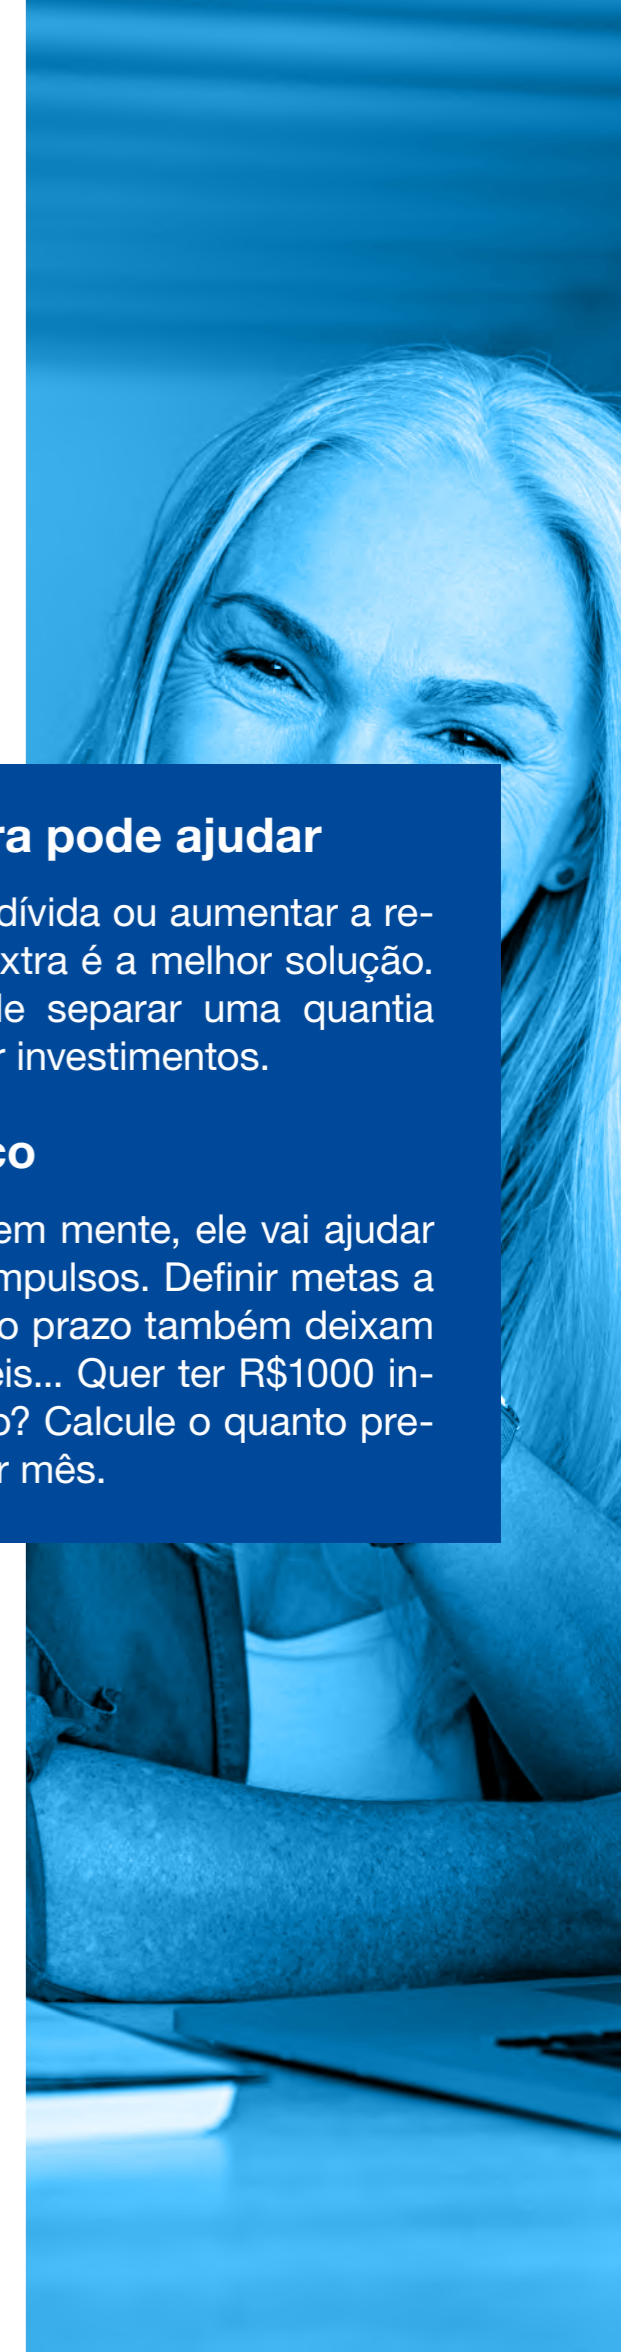 ra pode ajudar
dívida ou aumentar a re-
xtra é a melhor solução.
le separar uma quantia
r investimentos.
co
em mente, ele vai ajudar
mpulsos. Definir metas a
o prazo também deixam
eis... Quer ter R$1000 in-
o? Calcule o quanto pre-
r mês.